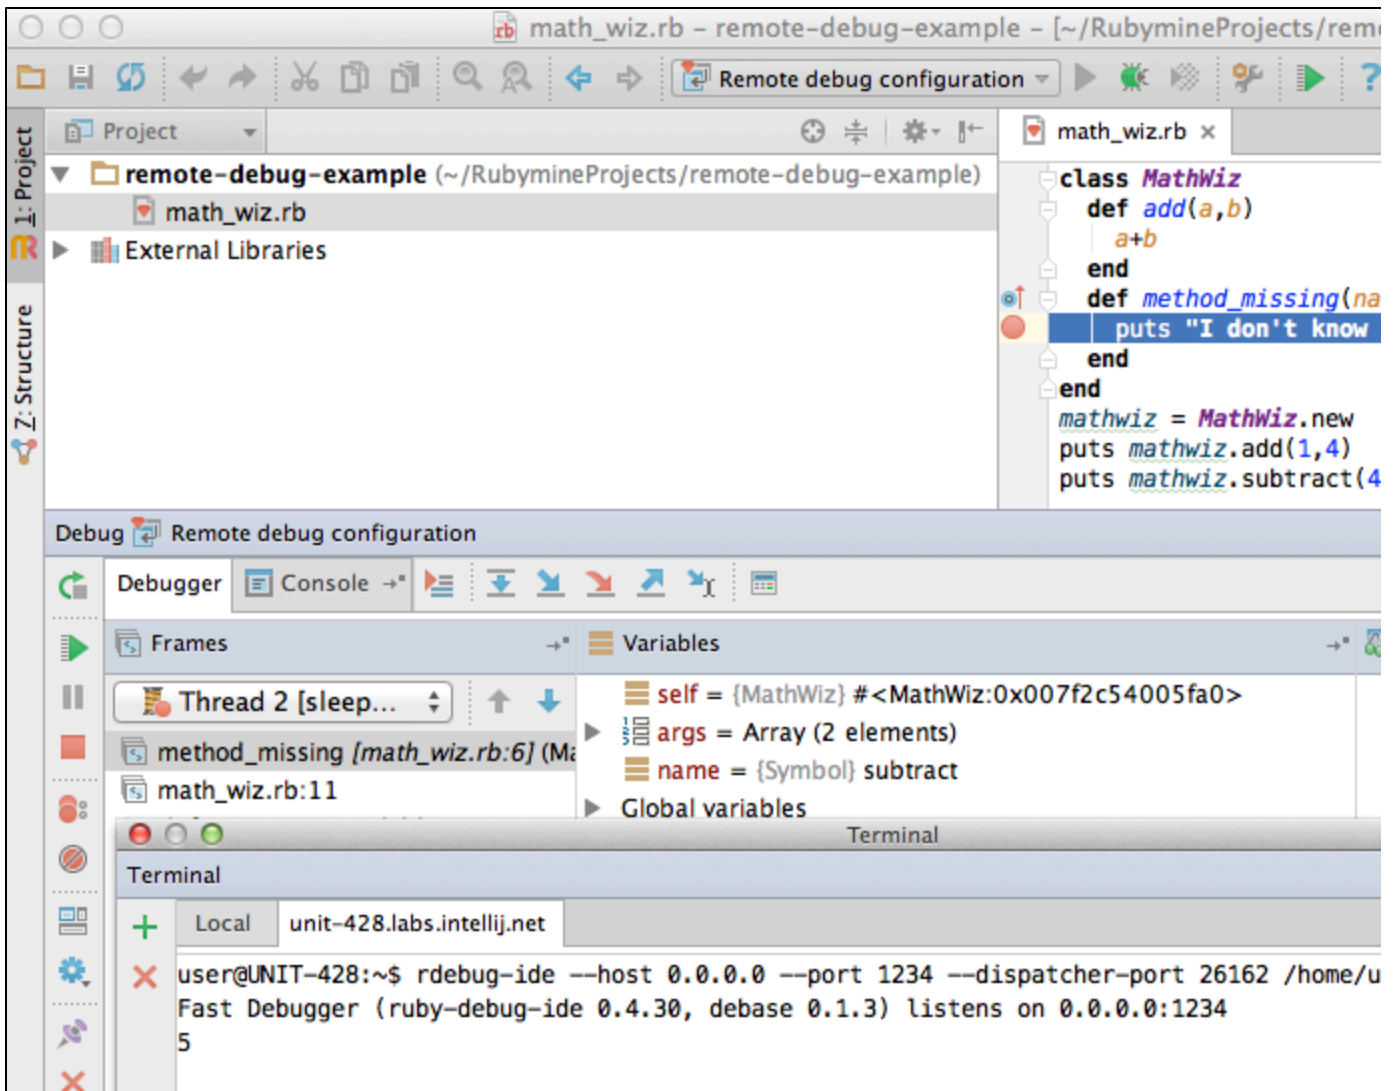 math_wiz.rb – remote-debug-example – [~/RubymineProjects/rem
Remote debug configuration
1: Project
Project
math_wiz.rb
remote-debug-example (~/RubymineProjects/remote-debug-example)
math_wiz.rb
External Libraries
Z: Structure
class MathWiz
def add(a,b)
a+b
end
def method_missing(na
puts "I don't know
end
end
mathwiz = MathWiz.new
puts mathwiz.add(1,4)
puts mathwiz.subtract(4
Debug Remote debug configuration
Debugger Console
Frames
Variables
Thread 2 [sleep...
method_missing [math_wiz.rb:6] (Ma
math_wiz.rb:11
self = {MathWiz} #<MathWiz:0x007f2c54005fa0>
args = Array (2 elements)
name = {Symbol} subtract
Global variables
Terminal
Terminal
Local unit-428.labs.intellij.net
user@UNIT-428:~$ rdebug-ide --host 0.0.0.0 --port 1234 --dispatcher-port 26162 /home/u
Fast Debugger (ruby-debug-ide 0.4.30, debase 0.1.3) listens on 0.0.0.0:1234
5